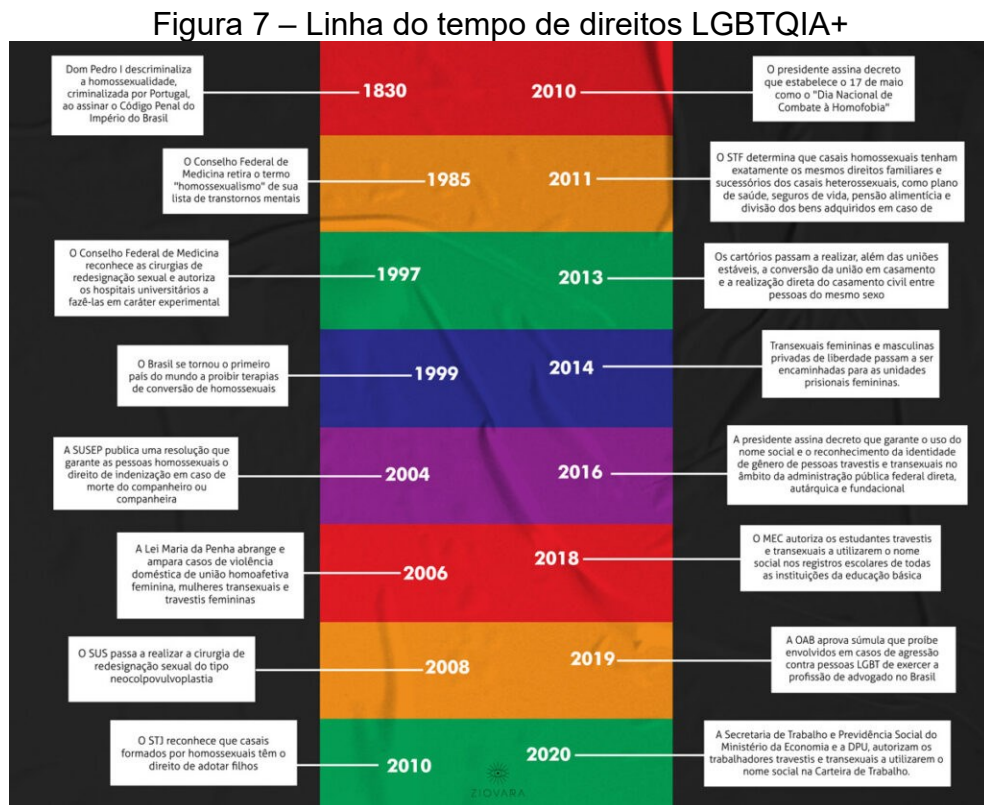 Figura 7 – Linha do tempo de direitos LGBTQIA+
Dom Pedro I descriminaliza
a homossexualidade,
criminalizada por Portugal,
ao assinar o Código Penal do
Império do Brasil
1830
O Conselho Federal de
Medicina retira o termo
"homossexualismo" de sua
lista de transtornos mentais
1985
O Conselho Federal de Medicina
reconhece as cirurgias de
redesignação sexual e autoriza
os hospitais universitários a
fazê-las em caráter experimental
1997
O Brasil se tornou o primeiro
país do mundo a proibir terapias
de conversão de homossexuais
1999
A SUSEP publica uma resolução que
garante as pessoas homossexuais o
direito de indenização em caso de
morte do companheiro ou
companheira
2004
A Lei Maria da Penha abrange e
ampara casos de violência
doméstica de união homoafetiva
feminina, mulheres transexuais e
travestis femininas
2006
O SUS passa a realizar a cirurgia de
redesignação sexual do tipo
neocolpovulvoplastia
2008
O STJ reconhece que casais
formados por homossexuais têm o
direito de adotar filhos
2010
2010
O presidente assina decreto
que estabelece o 17 de maio
como o "Dia Nacional de
Combate à Homofobia"
2011
O STF determina que casais homossexuais tenham
exatamente os mesmos direitos familiares e
sucessórios dos casais heterossexuais, como plano
de saúde, seguros de vida, pensão alimentícia e
divisão dos bens adquiridos em caso de
2013
Os cartórios passam a realizar, além das uniões
estáveis, a conversão da união em casamento
e a realização direta do casamento civil entre
pessoas do mesmo sexo
2014
Transexuais femininas e masculinas
privadas de liberdade passam a ser
encaminhadas para as unidades
prisionais femininas.
2016
A presidente assina decreto que garante o uso do
nome social e o reconhecimento da identidade
de gênero de pessoas travestis e transexuais no
âmbito da administração pública federal direta,
autárquica e fundacional
2018
O MEC autoriza os estudantes travestis
e transexuais a utilizarem o nome
social nos registros escolares de todas
as instituições da educação básica
2019
A OAB aprova súmula que proíbe
envolvidos em casos de agressão
contra pessoas LGBT de exercer a
profissão de advogado no Brasil
2020
A Secretaria de Trabalho e Previdência Social do
Ministério da Economia e a DPU, autorizam os
trabalhadores travestis e transexuais a utilizarem o
nome social na Carteira de Trabalho.
ZIOVARA